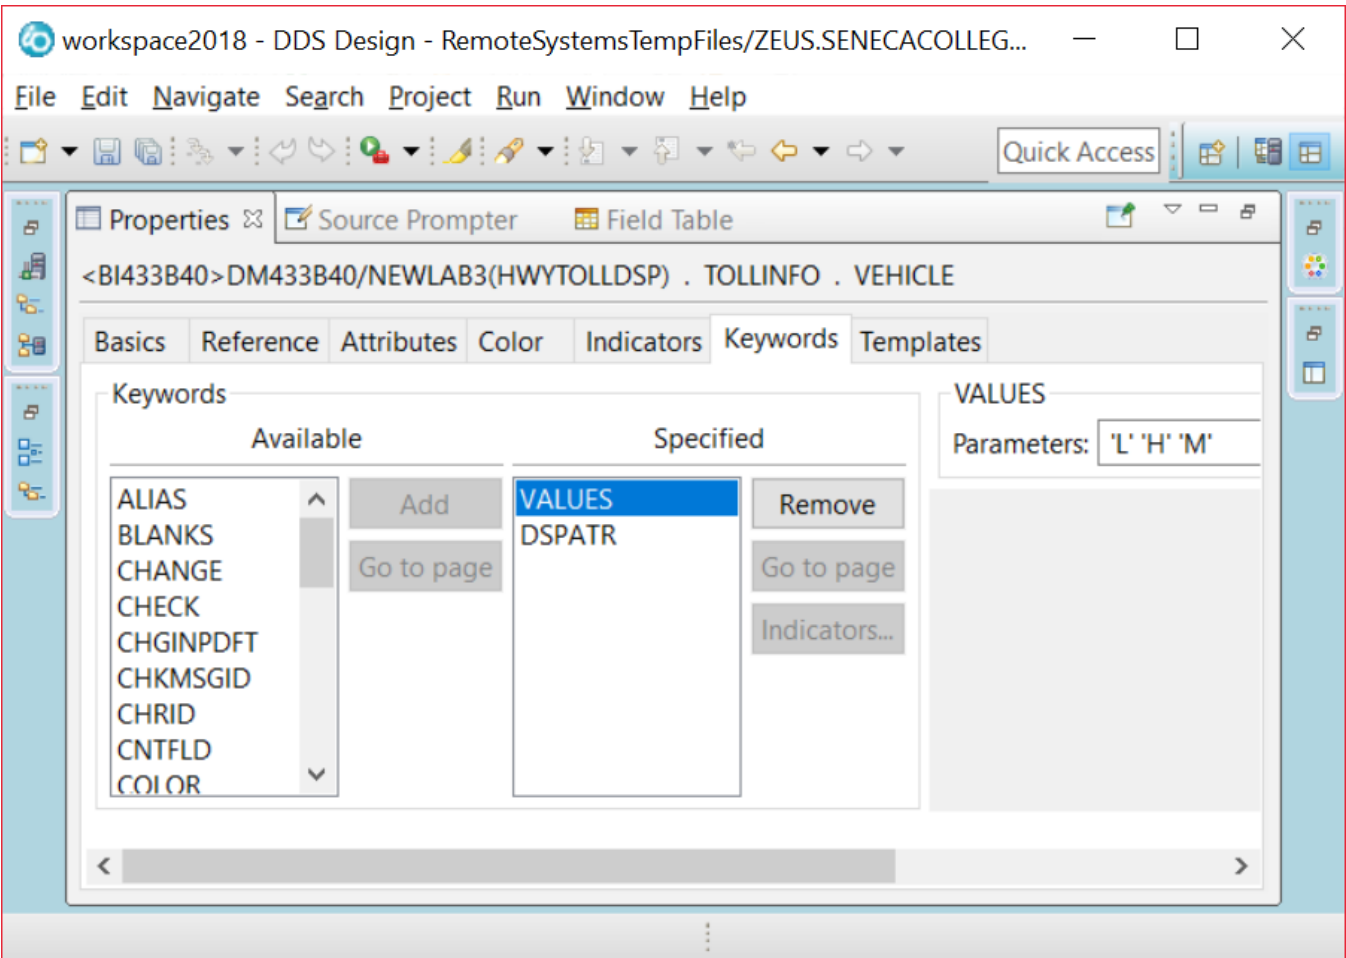 workspace2018 - DDS Design - RemoteSystemsTempFiles/ZEUS.SENECACOLLEG...
File Edit Navigate Search Project Run Window Help
Quick Access
Properties Source Prompter Field Table
<BI433B40>DM433B40/NEWLAB3(HWYTOLLDSP) . TOLLINFO . VEHICLE
Basics Reference Attributes Color Indicators Keywords Templates
Keywords
Available
ALIAS
BLANKS
CHANGE
CHECK
CHGINPDFT
CHKMSGID
CHRID
CNTFLD
COLOR
Add
Go to page
Specified
VALUES
DSPATR
Remove
Go to page
Indicators...
VALUES
Parameters: 'L' 'H' 'M'